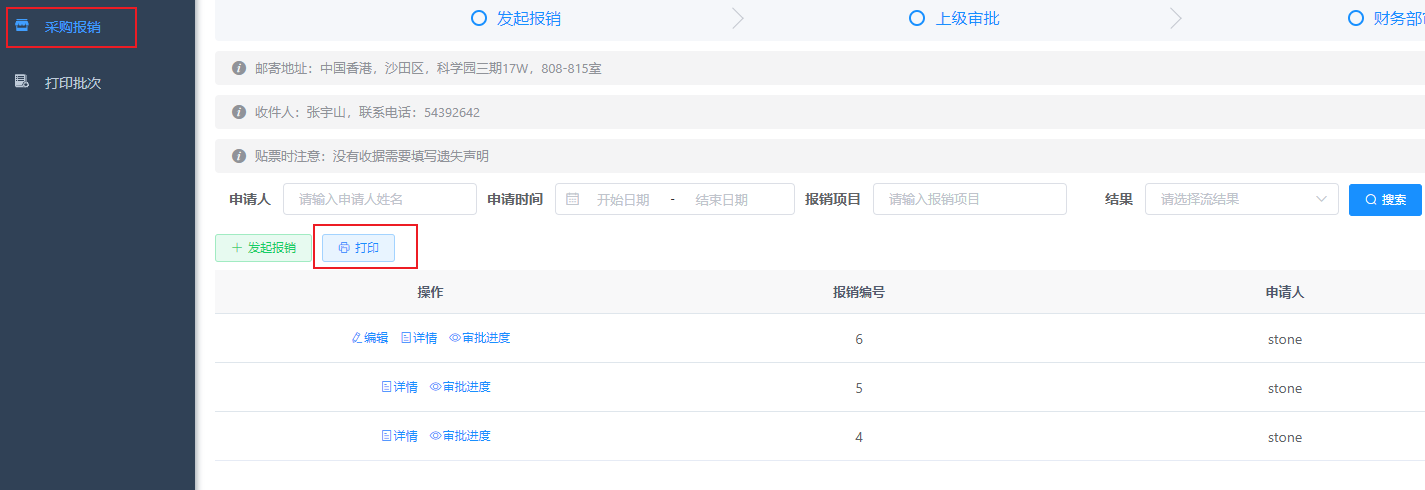 采购报销
打印批次
发起报销 上级审批 财务部
邮寄地址：中国香港，沙田区，科学园三期17W，808-815室
收件人：张宇山，联系电话：54392642
贴票时注意：没有收据需要填写遗失声明
申请人 请输入申请人姓名 申请时间 开始日期 - 结束日期 报销项目 请输入报销项目 结果 请选择流结果 搜索
+ 发起报销 打印
操作 报销编号 申请人
编辑 详情 审批进度 6 stone
详情 审批进度 5 stone
详情 审批进度 4 stone